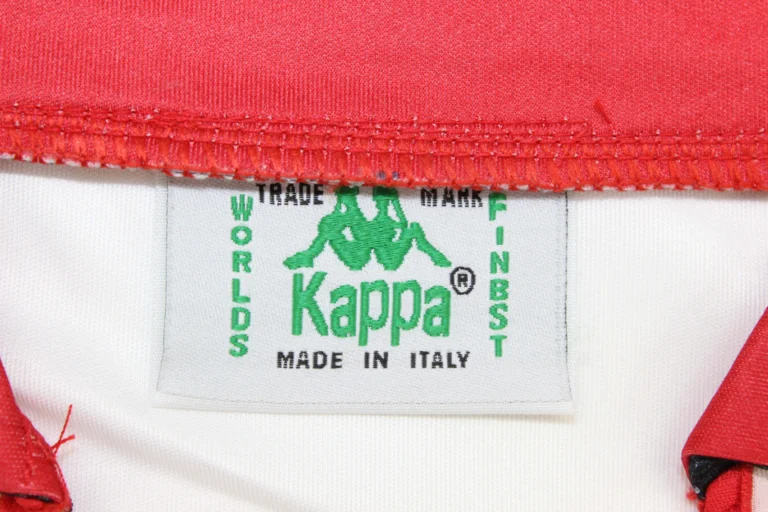 TRADE MARK
WORLDS
Kappa®
FINBST
MADE IN ITALY